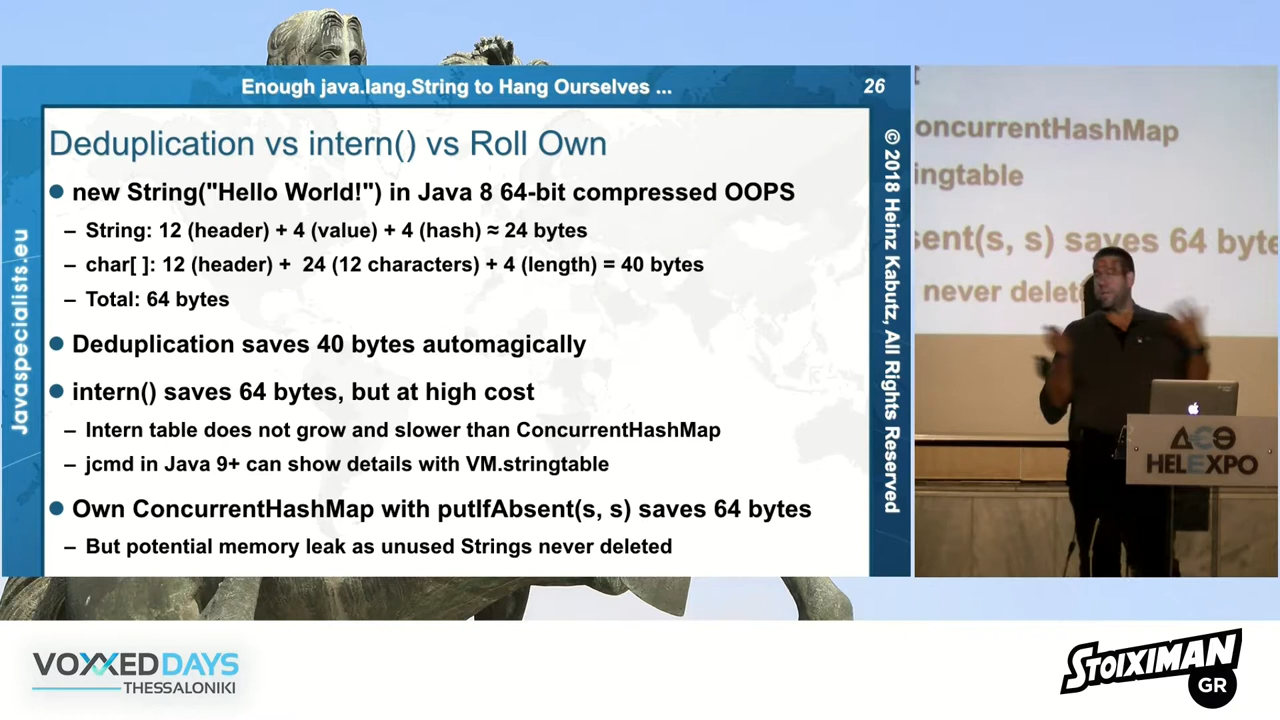 Enough java.lang.String to Hang Ourselves ...
26
Deduplication vs intern() vs Roll Own
new String("Hello World!") in Java 8 64-bit compressed OOPS
– String: 12 (header) + 4 (value) + 4 (hash) ≈ 24 bytes
– char[ ]: 12 (header) + 24 (12 characters) + 4 (length) = 40 bytes
– Total: 64 bytes
Deduplication saves 40 bytes automagically
intern() saves 64 bytes, but at high cost
– Intern table does not grow and slower than ConcurrentHashMap
– jcmd in Java 9+ can show details with VM.stringtable
Own ConcurrentHashMap with putIfAbsent(s, s) saves 64 bytes
– But potential memory leak as unused Strings never deleted
Javaspecialists.eu
© 2018 Heinz Kabutz, All Rights Reserved
oncurrentHashMap
ingtable
sent(s, s) saves 64 byte
never delet
ΔΕΘ
HELEXPO
VOXXED DAYS
THESSALONIKI
STOIXIMAN
GR